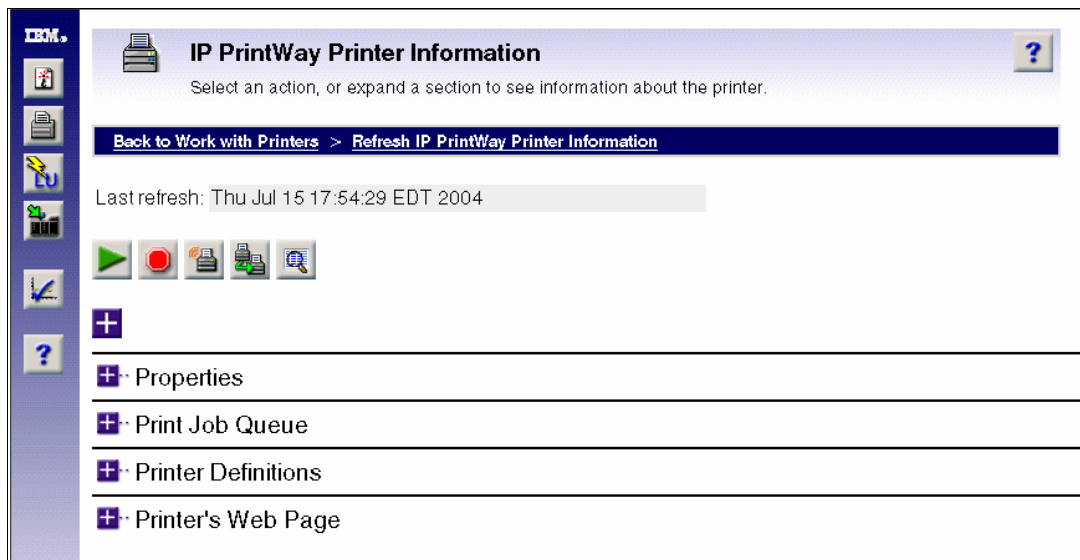 IBM®
IP PrintWay Printer Information
Select an action, or expand a section to see information about the printer.
?
Back to Work with Printers > Refresh IP PrintWay Printer Information
LU
Last refresh: Thu Jul 15 17:54:29 EDT 2004
?
Properties
Print Job Queue
Printer Definitions
Printer's Web Page